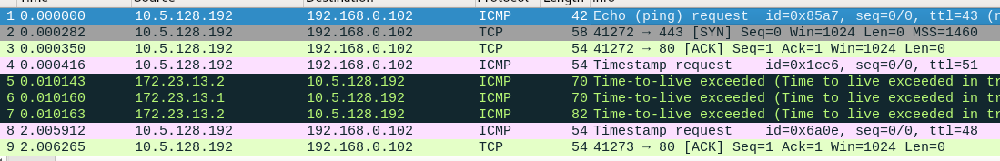 Time Source Destination Protocol Length Info
1 0.000000 10.5.128.192 192.168.0.102 ICMP 42 Echo (ping) request id=0x85a7, seq=0/0, ttl=43 (
2 0.000282 10.5.128.192 192.168.0.102 TCP 58 41272 → 443 [SYN] Seq=0 Win=1024 Len=0 MSS=1460
3 0.000350 10.5.128.192 192.168.0.102 TCP 54 41272 → 80 [ACK] Seq=1 Ack=1 Win=1024 Len=0
4 0.000416 10.5.128.192 192.168.0.102 ICMP 54 Timestamp request id=0x1ce6, seq=0/0, ttl=51
5 0.010143 172.23.13.2 10.5.128.192 ICMP 70 Time-to-live exceeded (Time to live exceeded in tr
6 0.010160 172.23.13.1 10.5.128.192 ICMP 70 Time-to-live exceeded (Time to live exceeded in tr
7 0.010163 172.23.13.2 10.5.128.192 ICMP 82 Time-to-live exceeded (Time to live exceeded in tr
8 2.005912 10.5.128.192 192.168.0.102 ICMP 54 Timestamp request id=0x6a0e, seq=0/0, ttl=48
9 2.006265 10.5.128.192 192.168.0.102 TCP 54 41273 → 80 [ACK] Seq=1 Ack=1 Win=1024 Len=0